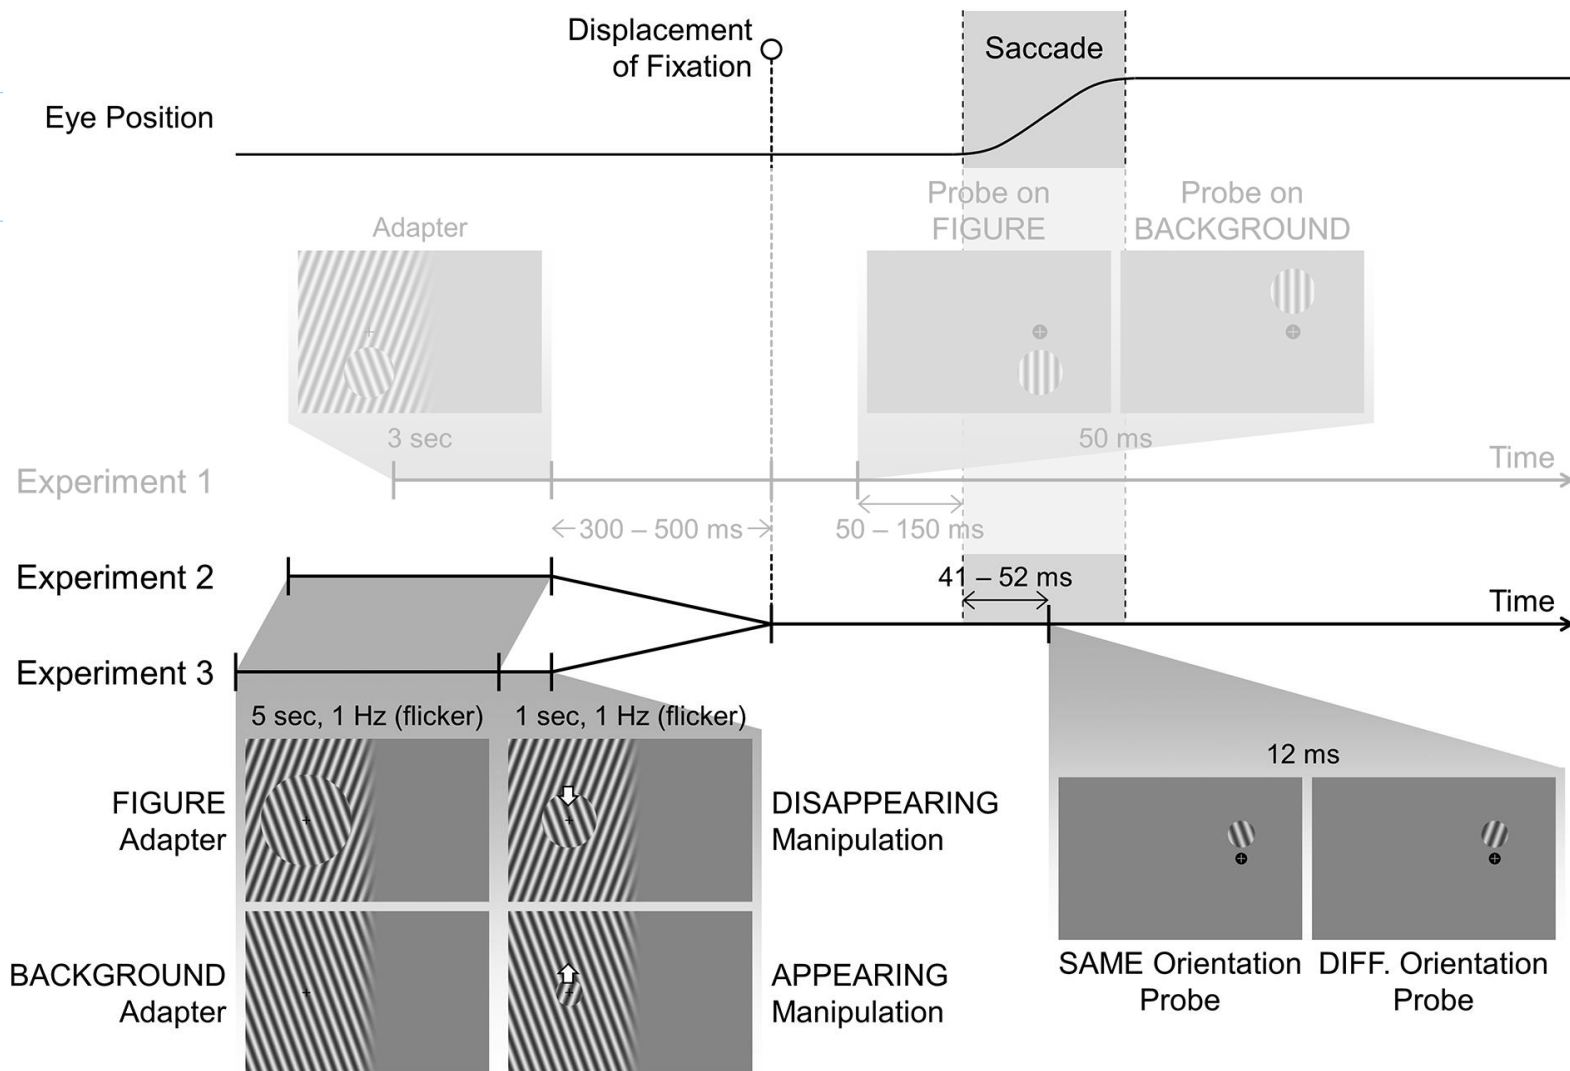 Displacement
of Fixation
Saccade
Eye Position
Probe on
FIGURE
Probe on
BACKGROUND
Adapter
3 sec
50 ms
Experiment 1
Time
300 – 500 ms
50 – 150 ms
Experiment 2
41 – 52 ms
Time
Experiment 3
5 sec, 1 Hz (flicker)
1 sec, 1 Hz (flicker)
12 ms
FIGURE
Adapter
DISAPPEARING
Manipulation
BACKGROUND
Adapter
APPEARING
Manipulation
SAME Orientation
Probe
DIFF. Orientation
Probe